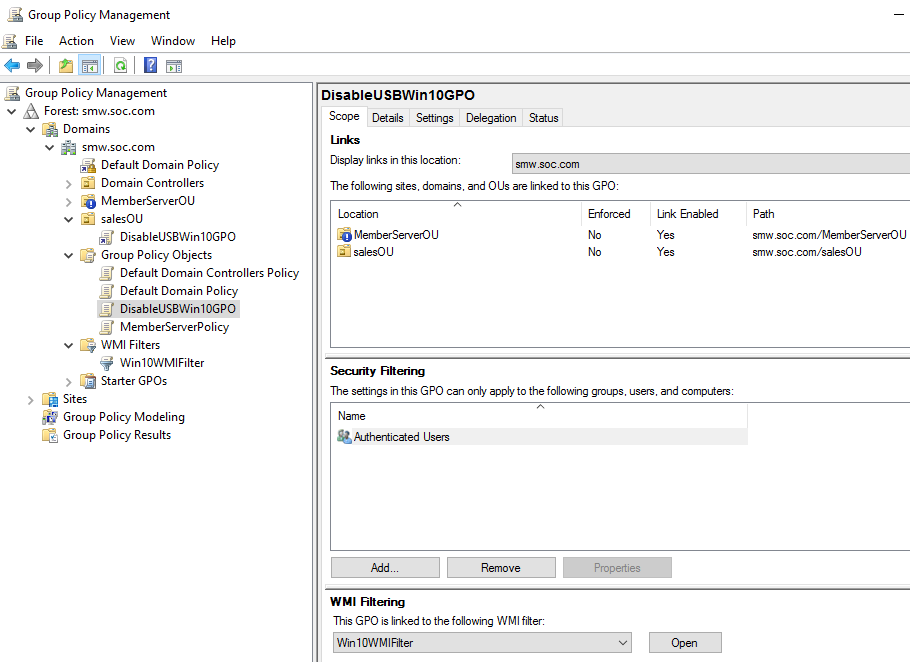 Group Policy Management
File Action View Window Help
Group Policy Management
Forest: smw.soc.com
Domains
smw.soc.com
Default Domain Policy
Domain Controllers
MemberServerOU
salesOU
DisableUSBWin10GPO
Group Policy Objects
Default Domain Controllers Policy
Default Domain Policy
DisableUSBWin10GPO
MemberServerPolicy
WMI Filters
Win10WMIFilter
Starter GPOs
Sites
Group Policy Modeling
Group Policy Results
DisableUSBWin10GPO
Scope Details Settings Delegation Status
Links
Display links in this location: smw.soc.com
The following sites, domains, and OUs are linked to this GPO:
Location Enforced Link Enabled Path
MemberServerOU No Yes smw.soc.com/MemberServerOU
salesOU No Yes smw.soc.com/salesOU
Security Filtering
The settings in this GPO can only apply to the following groups, users, and computers:
Name
Authenticated Users
Add... Remove Properties
WMI Filtering
This GPO is linked to the following WMI filter:
Win10WMIFilter Open